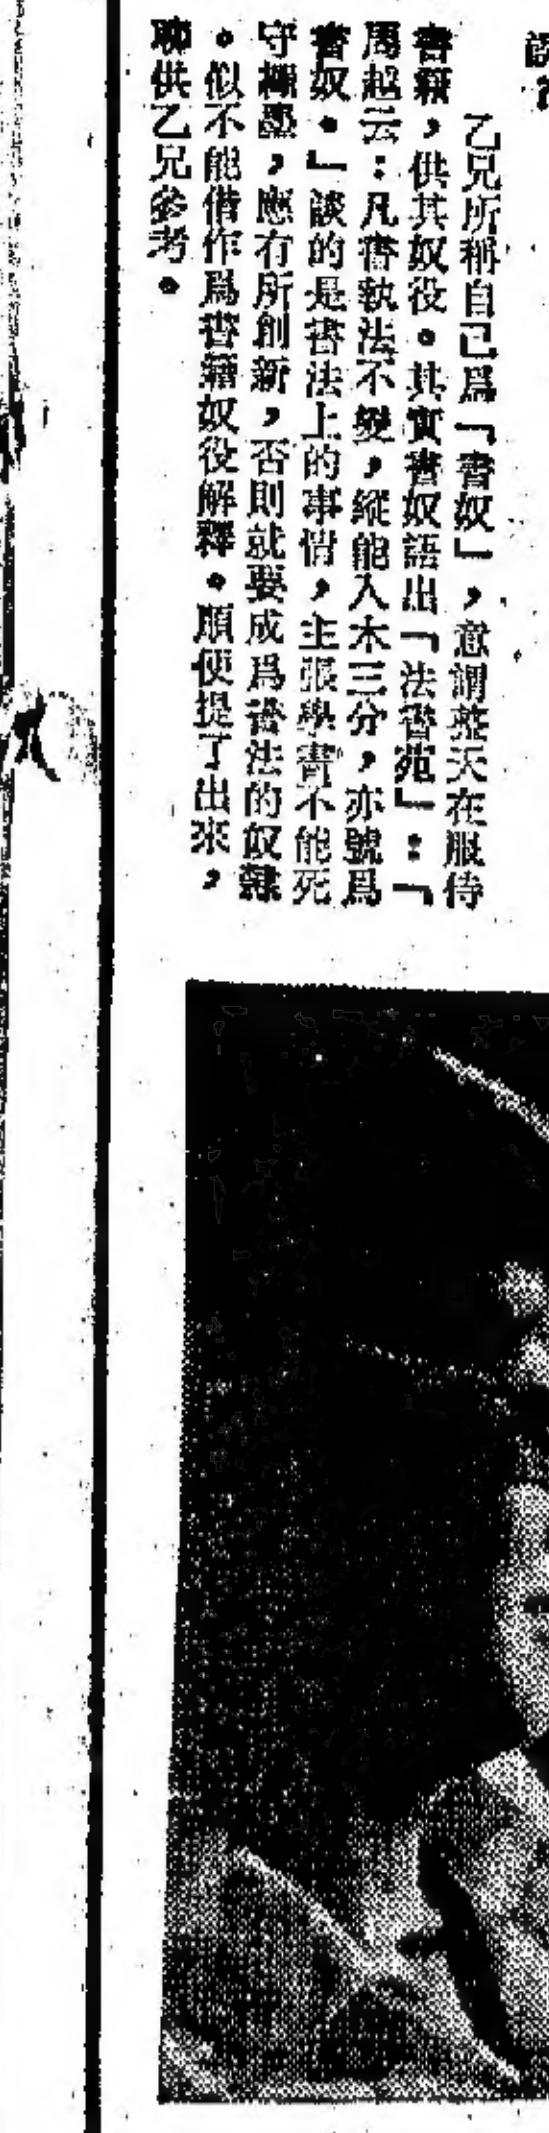 乙兄所稱自己爲「書奴」，意謂整天在服侍
書籍，供其奴役。其實書奴語出「法書苑」：「
周越云：凡書執法不變，縱能入木三分，亦號爲
書奴。」談的是書法上的事情，主張學書不能死
守繩墨，應有所創新，否則就要成爲書法的奴隸
。似不能借作爲書籍奴役解釋。順便提了出來，
聊供乙兄參考。